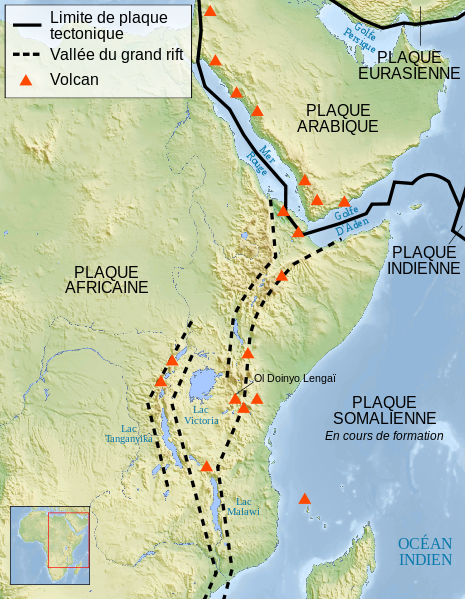 Limite de plaque
tectonique
Vallée du grand rift
Volcan
Golfe
Persique
PLAQUE
EURASIENNE
PLAQUE
ARABIQUE
Mer
Rouge
Golfe
D'Aden
PLAQUE
INDIENNE
PLAQUE
AFRICAINE
Ol Doinyo Lengaï
PLAQUE
SOMALIENNE
En cours de formation
Lac
Victoria
Lac
Tanganyika
Lac
Malawi
OCÉAN
INDIEN